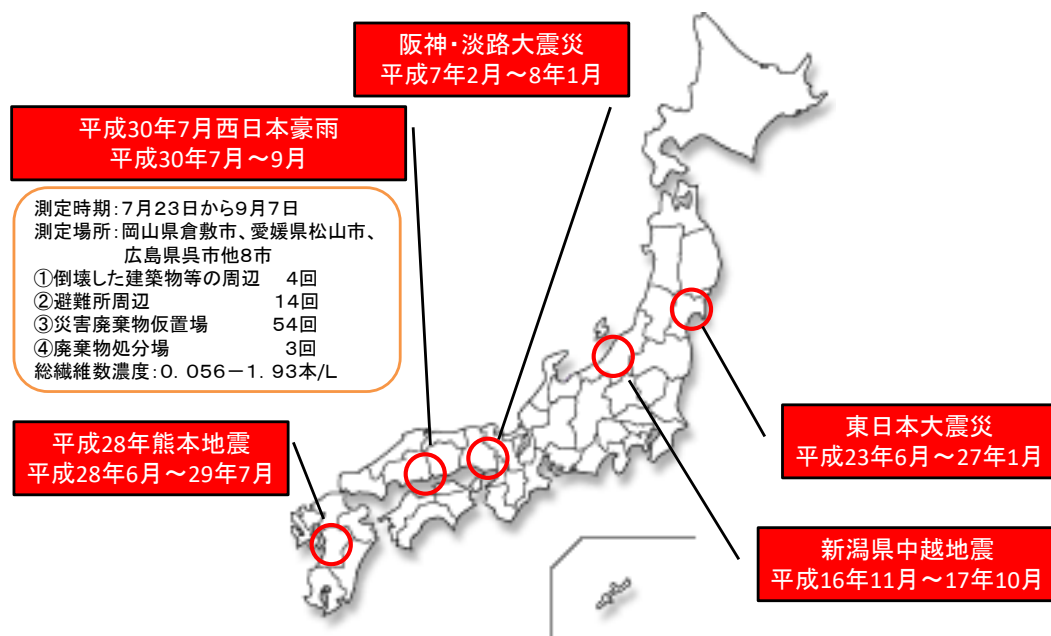 阪神・淡路大震災
平成7年2月～8年1月
平成30年7月西日本豪雨
平成30年7月～9月
測定時期：7月23日から9月7日
測定場所：岡山県倉敷市、愛媛県松山市、
広島県呉市他8市
①倒壊した建築物等の周辺 4回
②避難所周辺 14回
③災害廃棄物仮置場 54回
④廃棄物処分場 3回
総繊維数濃度：0．056－1．93本/L
平成28年熊本地震
平成28年6月～29年7月
東日本大震災
平成23年6月～27年1月
新潟県中越地震
平成16年11月～17年10月